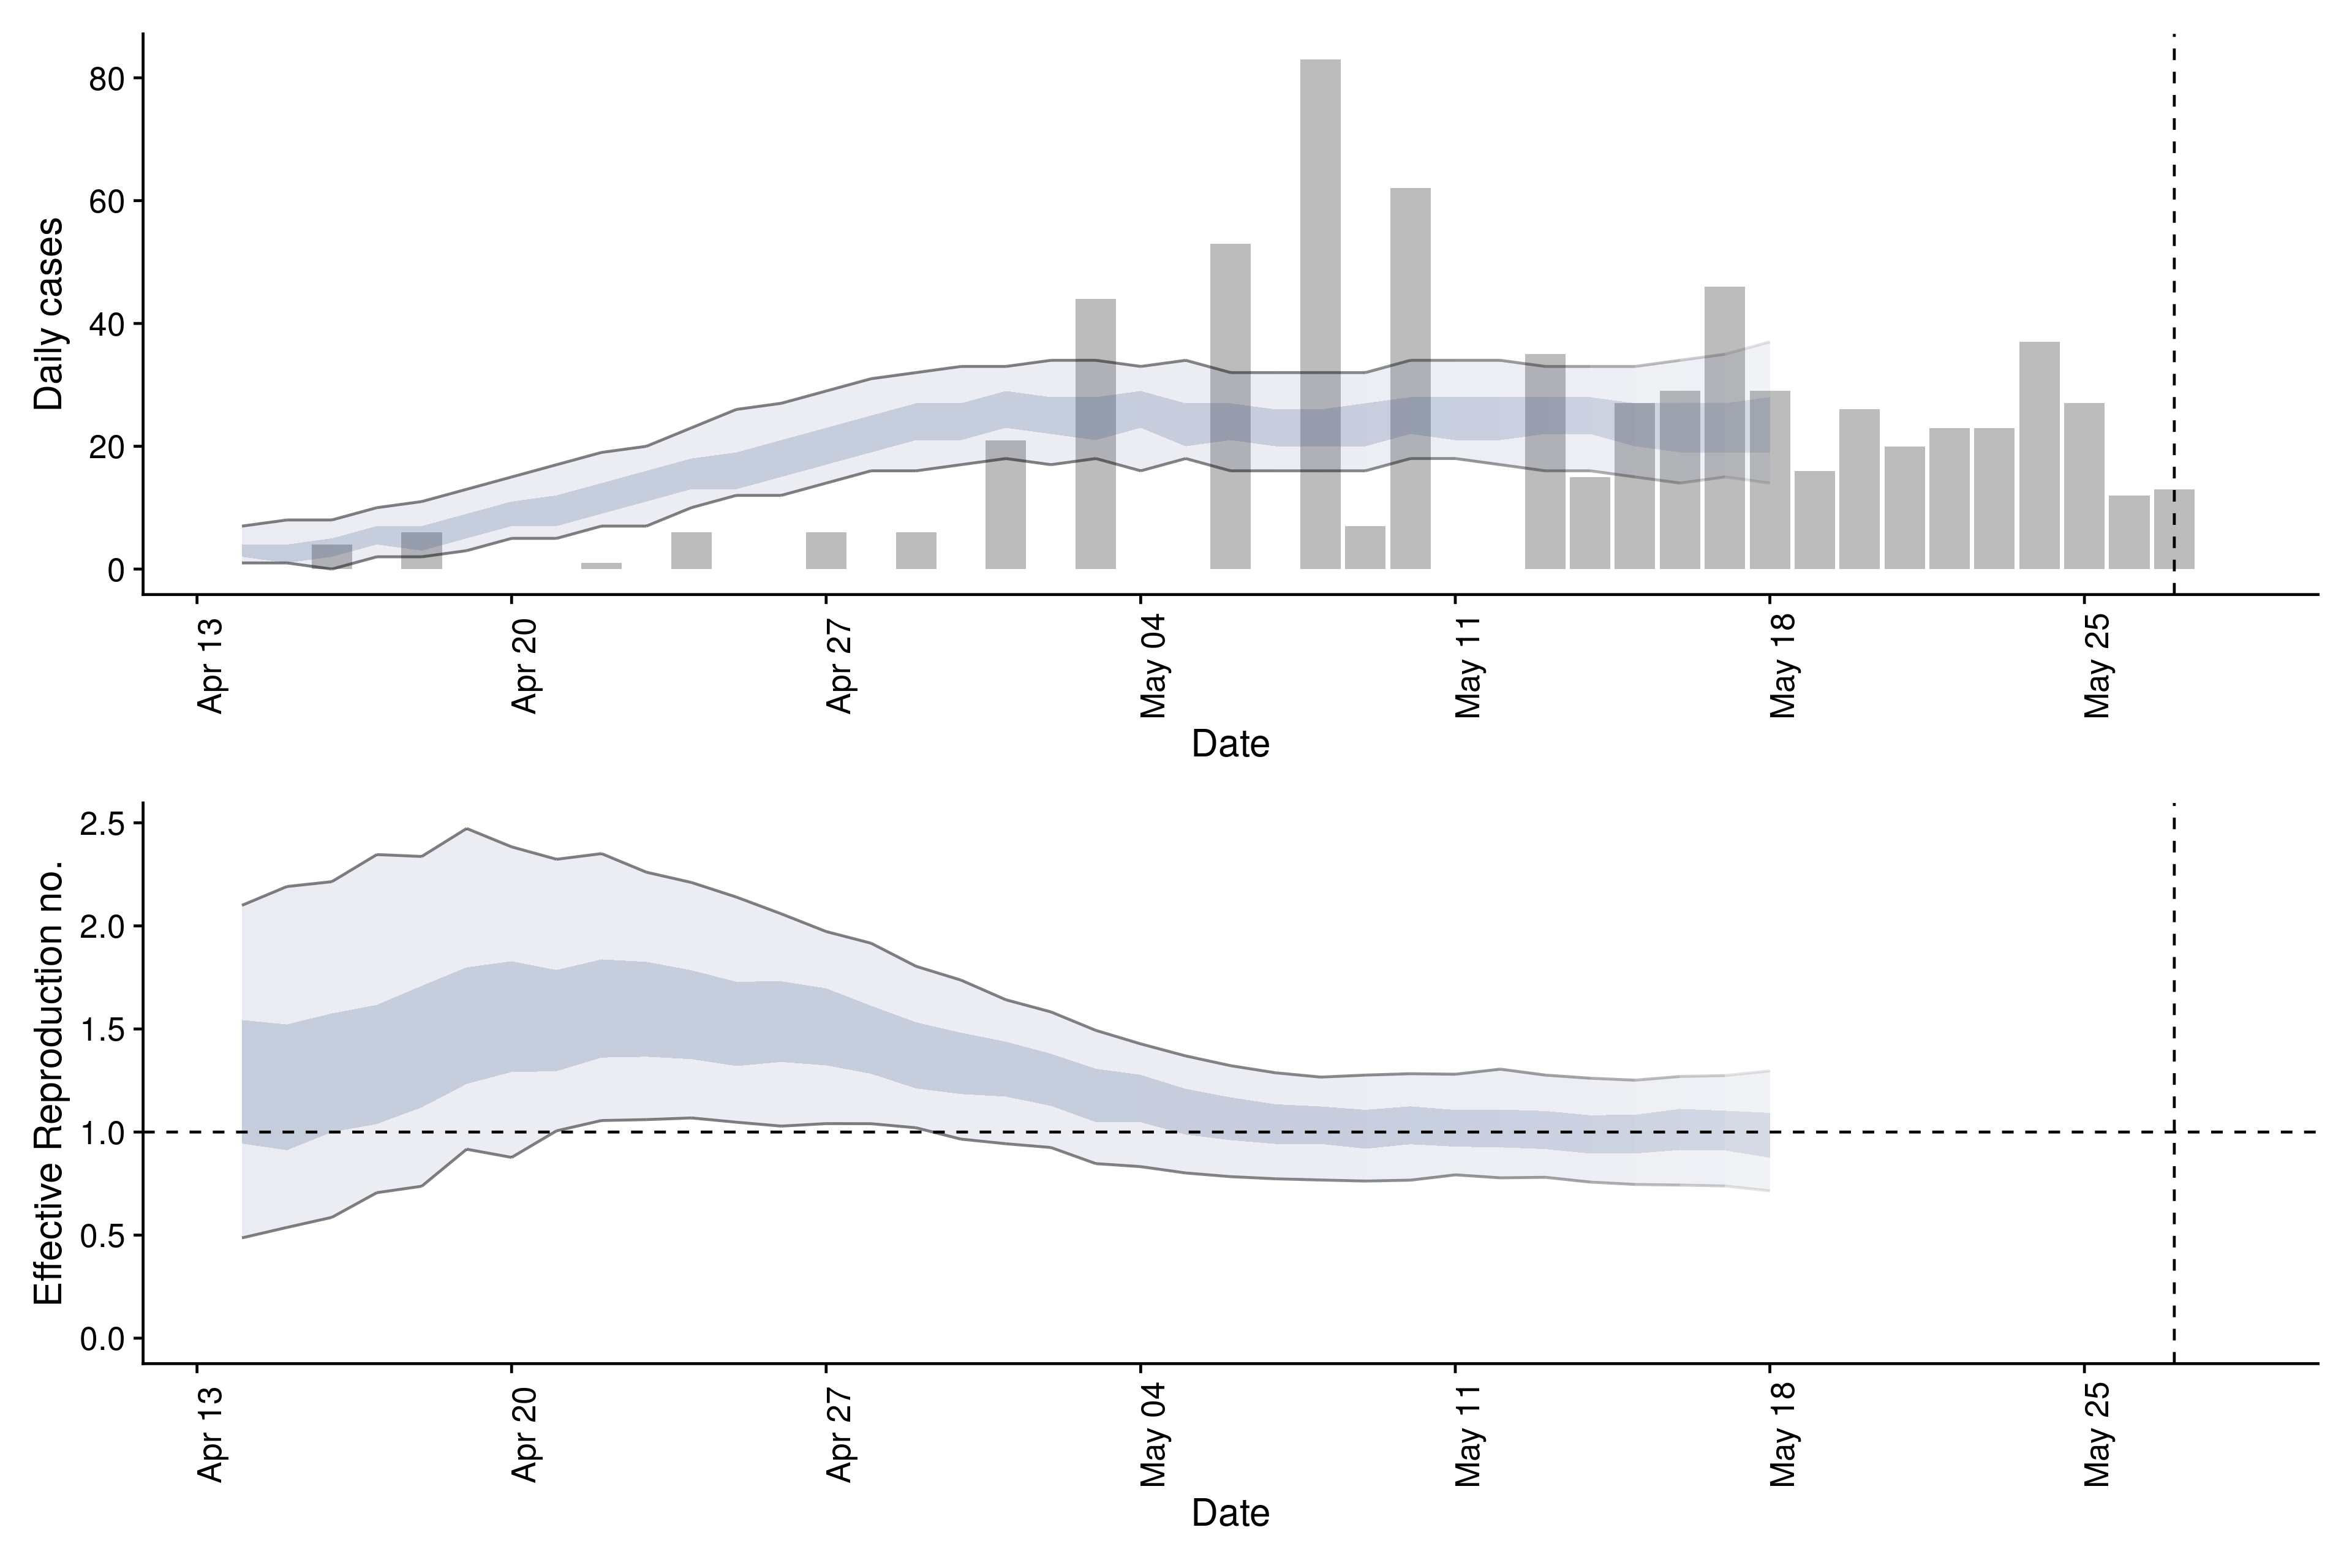 Daily cases
80
60
40
20
0
Apr 13
Apr 20
Apr 27
May 04
May 11
May 18
May 25
Date
Effective Reproduction no.
2.5
2.0
1.5
1.0
0.5
0.0
Apr 13
Apr 20
Apr 27
May 04
May 11
May 18
May 25
Date